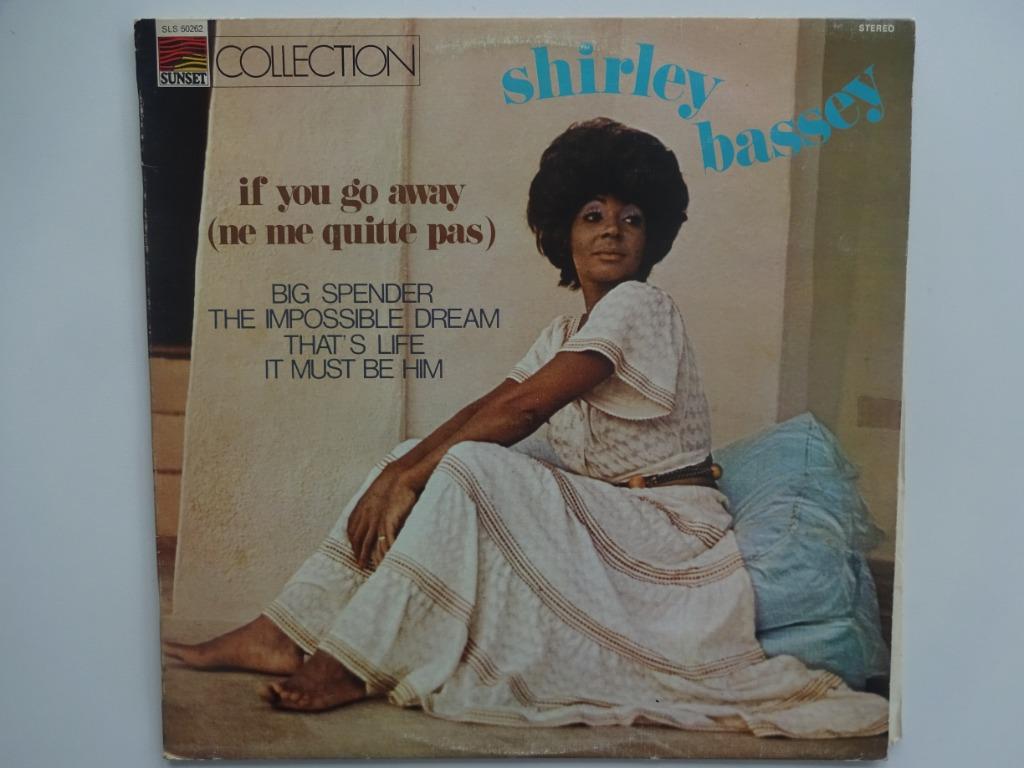 SLS 50262
SUNSET
COLLECTION
STEREO
shirley
bassey
if you go away
(ne me quitte pas)
BIG SPENDER
THE IMPOSSIBLE DREAM
THAT'S LIFE
IT MUST BE HIM